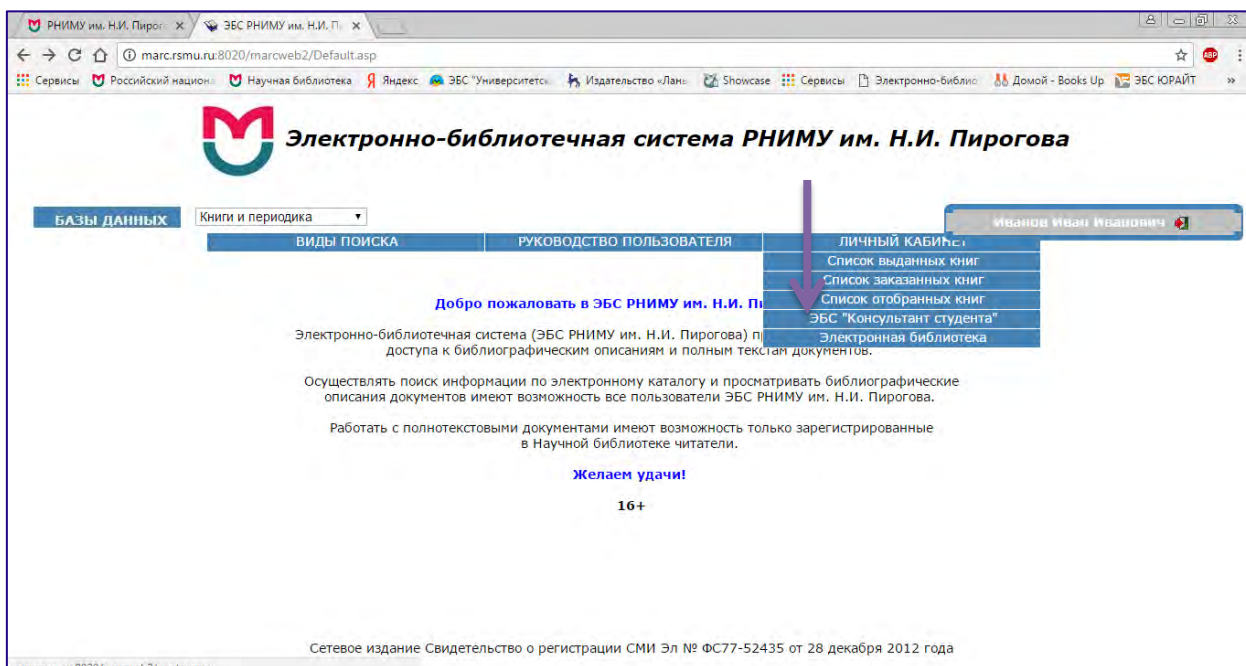 РНИМУ им. Н.И. Пирог
ЭБС РНИМУ им. Н.И. П
marc.rsmu.ru:8020/marcweb2/Default.asp
ABP
Сервисы Российский национ Научная библиотека Яндекс ЭБС "Университетск Издательство «Лань Showcase Сервисы Электронно-библио Домой - Books Up ЭБС ЮРАЙТ »
Электронно-библиотечная система РНИМУ им. Н.И. Пирогова
БАЗЫ ДАННЫХ
Книги и периодика
Иванов Иван Иванович
ВИДЫ ПОИСКА
РУКОВОДСТВО ПОЛЬЗОВАТЕЛЯ
ЛИЧНЫЙ КАБИНЕТ
Список выданных книг
Список заказанных книг
Список отобранных книг
ЭБС "Консультант студента"
Электронная библиотека
Добро пожаловать в ЭБС РНИМУ им. Н.И. Пи
Электронно-библиотечная система (ЭБС РНИМУ им. Н.И. Пирогова) п
доступа к библиографическим описаниям и полным текстам документов.
Осуществлять поиск информации по электронному каталогу и просматривать библиографические
описания документов имеют возможность все пользователи ЭБС РНИМУ им. Н.И. Пирогова.
Работать с полнотекстовыми документами имеют возможность только зарегистрированные
в Научной библиотеке читатели.
Желаем удачи!
16+
Сетевое издание Свидетельство о регистрации СМИ Эл № ФС77-52435 от 28 декабря 2012 года